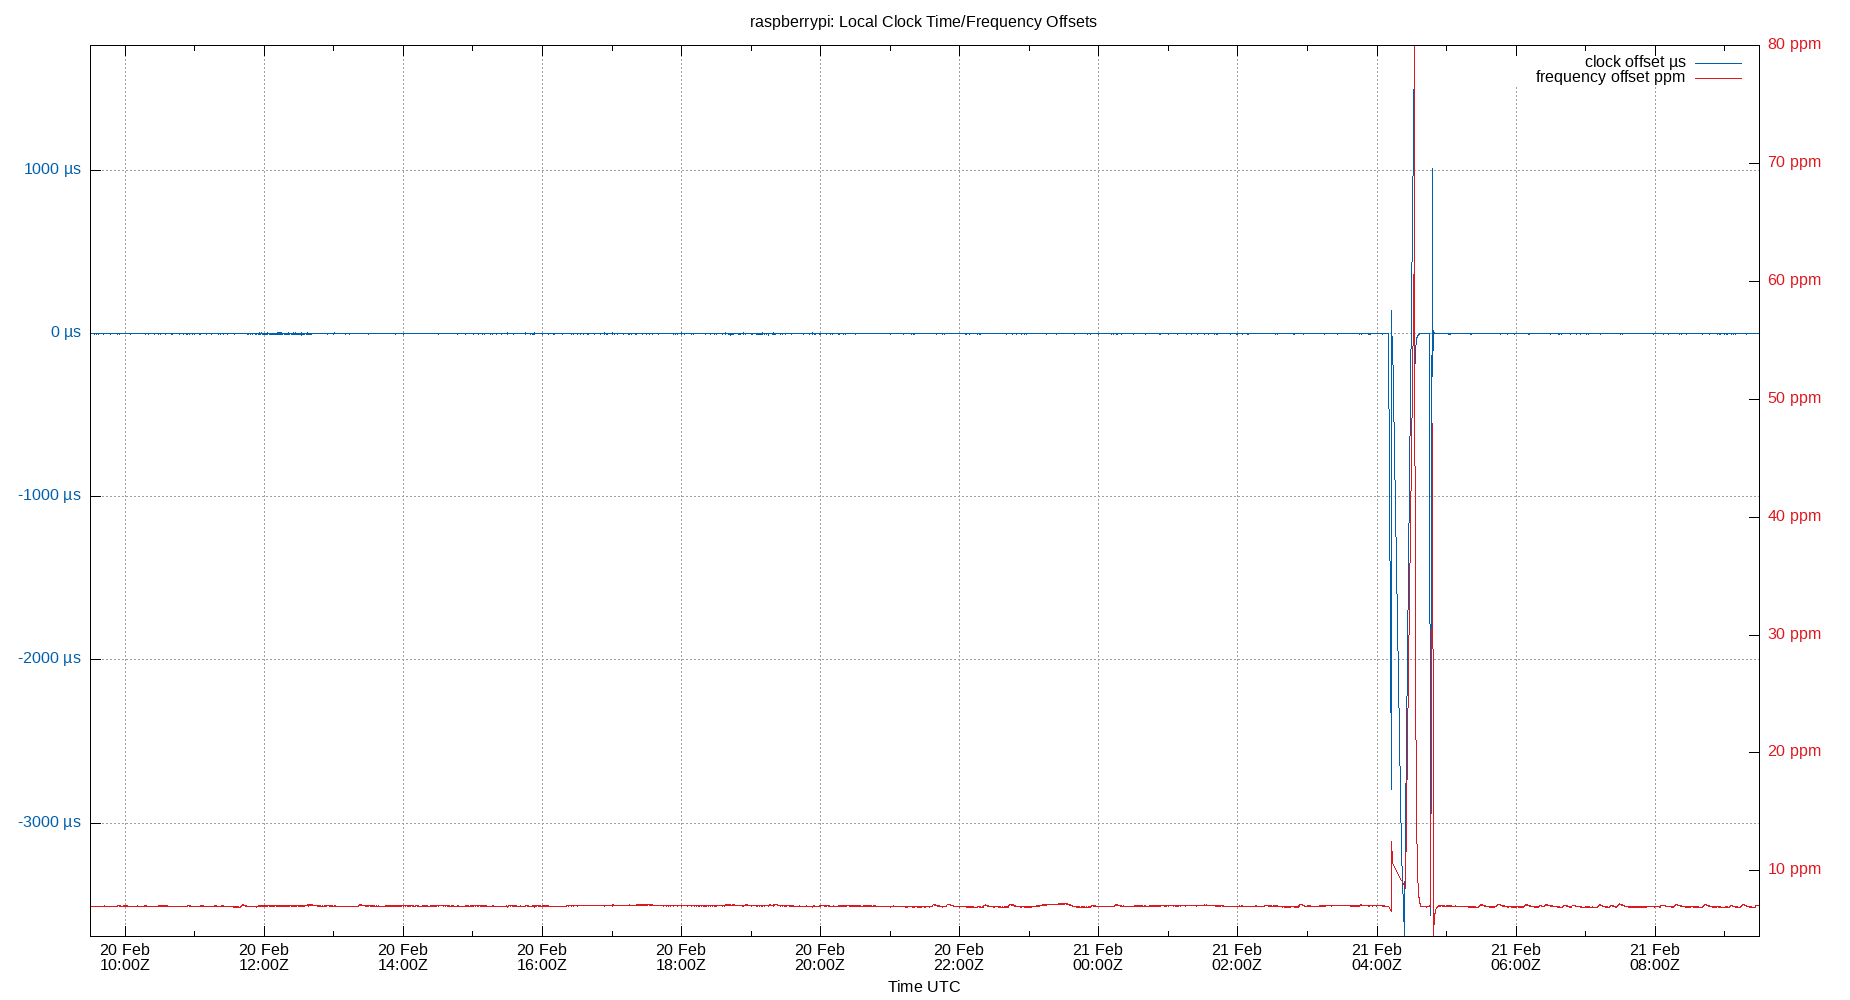 raspberrypi: Local Clock Time/Frequency Offsets
clock offset µs
frequency offset ppm
1000 µs
0 µs
-1000 µs
-2000 µs
-3000 µs
80 ppm
70 ppm
60 ppm
50 ppm
40 ppm
30 ppm
20 ppm
10 ppm
20 Feb 20 Feb 20 Feb 20 Feb 20 Feb 20 Feb 20 Feb 21 Feb 21 Feb 21 Feb 21 Feb 21 Feb
10:00Z 12:00Z 14:00Z 16:00Z 18:00Z 20:00Z 22:00Z 00:00Z 02:00Z 04:00Z 06:00Z 08:00Z
Time UTC